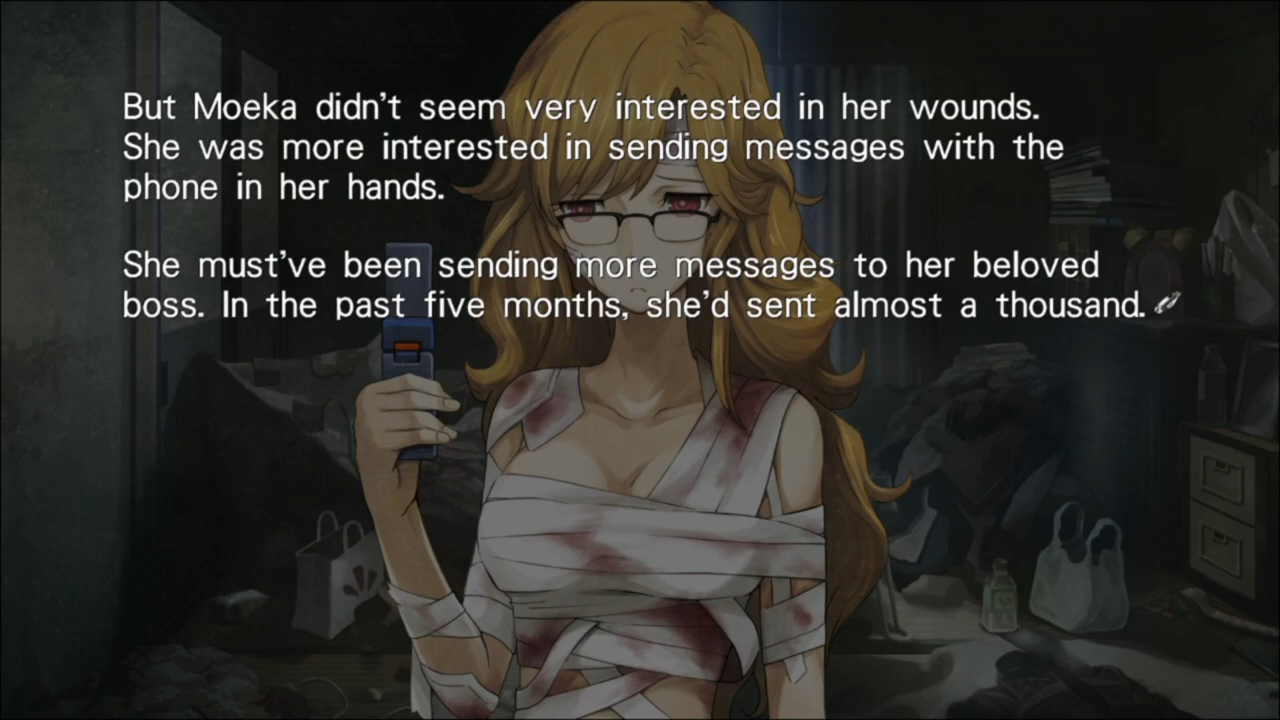 But Moeka didn't seem very interested in her wounds.
She was more interested in sending messages with the
phone in her hands.
She must've been sending more messages to her beloved
boss. In the past five months, she'd sent almost a thousand.